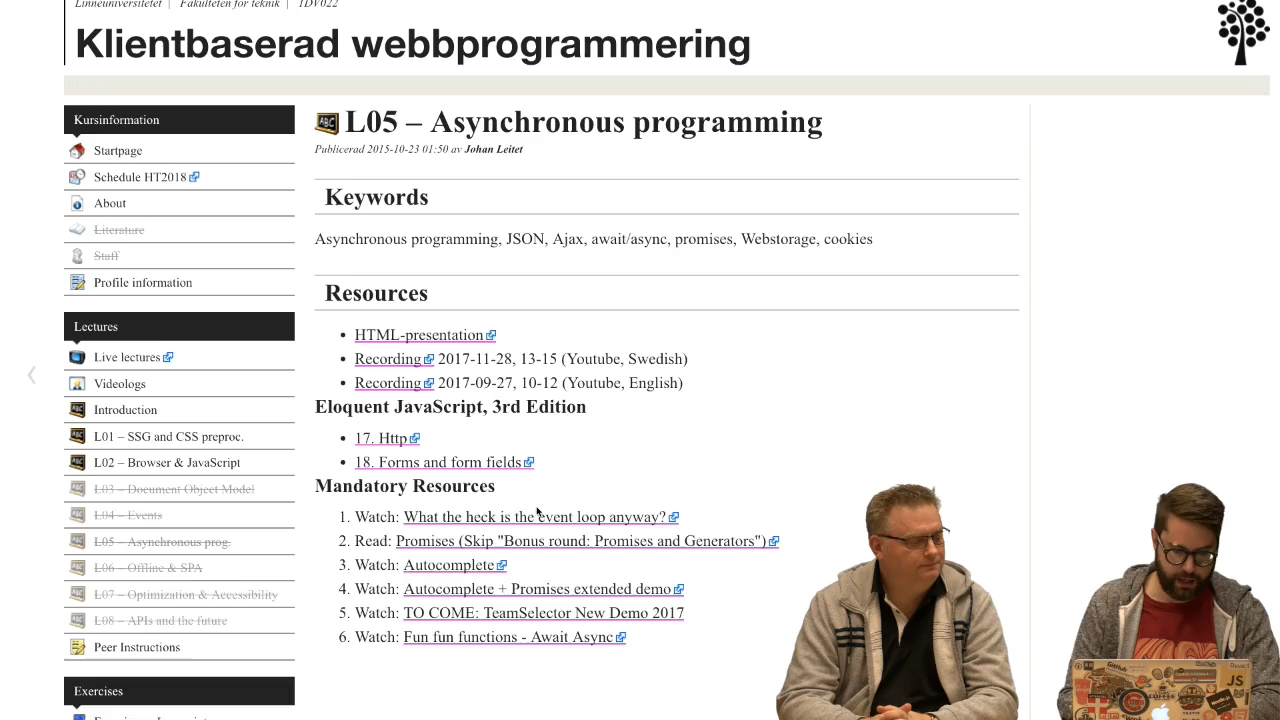 Linnéuniversitetet | Fakulteten för teknik | 1DV022
Klientbaserad webbprogrammering
Kursinformation
Startpage
Schedule HT2018
About
Literature
Staff
Profile information
Lectures
Live lectures
Videologs
Introduction
L01 – SSG and CSS preproc.
L02 – Browser & JavaScript
L03 – Document Object Model
L04 – Events
L05 – Asynchronous prog.
L06 – Offline & SPA
L07 – Optimization & Accessibility
L08 – APIs and the future
Peer Instructions
Exercises
L05 – Asynchronous programming
Publicerad 2015-10-23 01:50 av Johan Leitet
Keywords
Asynchronous programming, JSON, Ajax, await/async, promises, Webstorage, cookies
Resources
• HTML-presentation
• Recording 2017-11-28, 13-15 (Youtube, Swedish)
• Recording 2017-09-27, 10-12 (Youtube, English)
Eloquent JavaScript, 3rd Edition
• 17. Http
• 18. Forms and form fields
Mandatory Resources
1. Watch: What the heck is the event loop anyway?
2. Read: Promises (Skip "Bonus round: Promises and Generators")
3. Watch: Autocomplete
4. Watch: Autocomplete + Promises extended demo
5. Watch: TO COME: TeamSelector New Demo 2017
6. Watch: Fun fun functions - Await Async
GitHub
JS